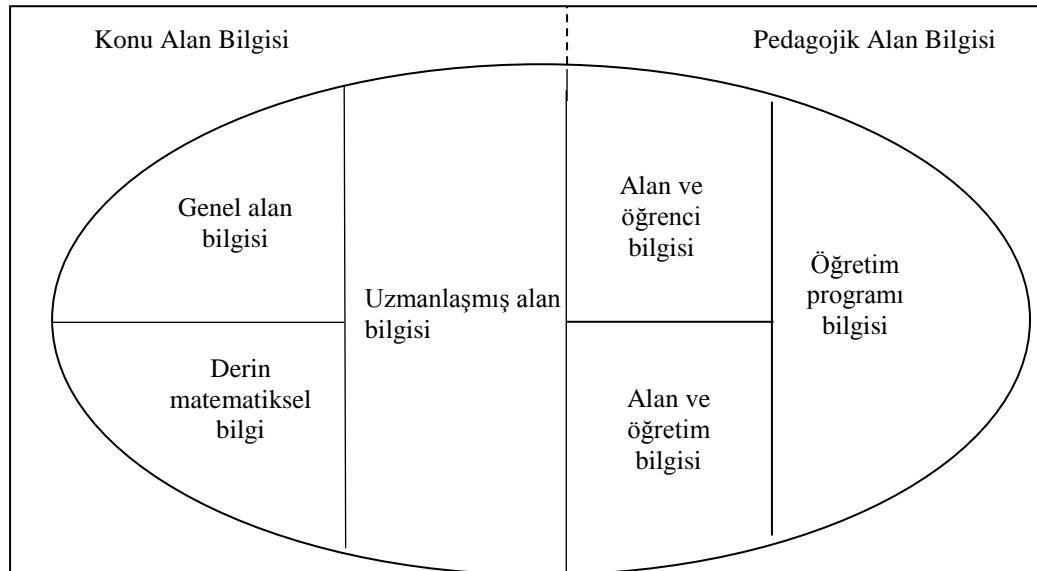 Konu Alan Bilgisi
Pedagojik Alan Bilgisi
Genel alan
bilgisi
Derin
matematiksel
bilgi
Uzmanlaşmış alan
bilgisi
Alan ve
öğrenci
bilgisi
Alan ve
öğretim
bilgisi
Öğretim
programı
bilgisi